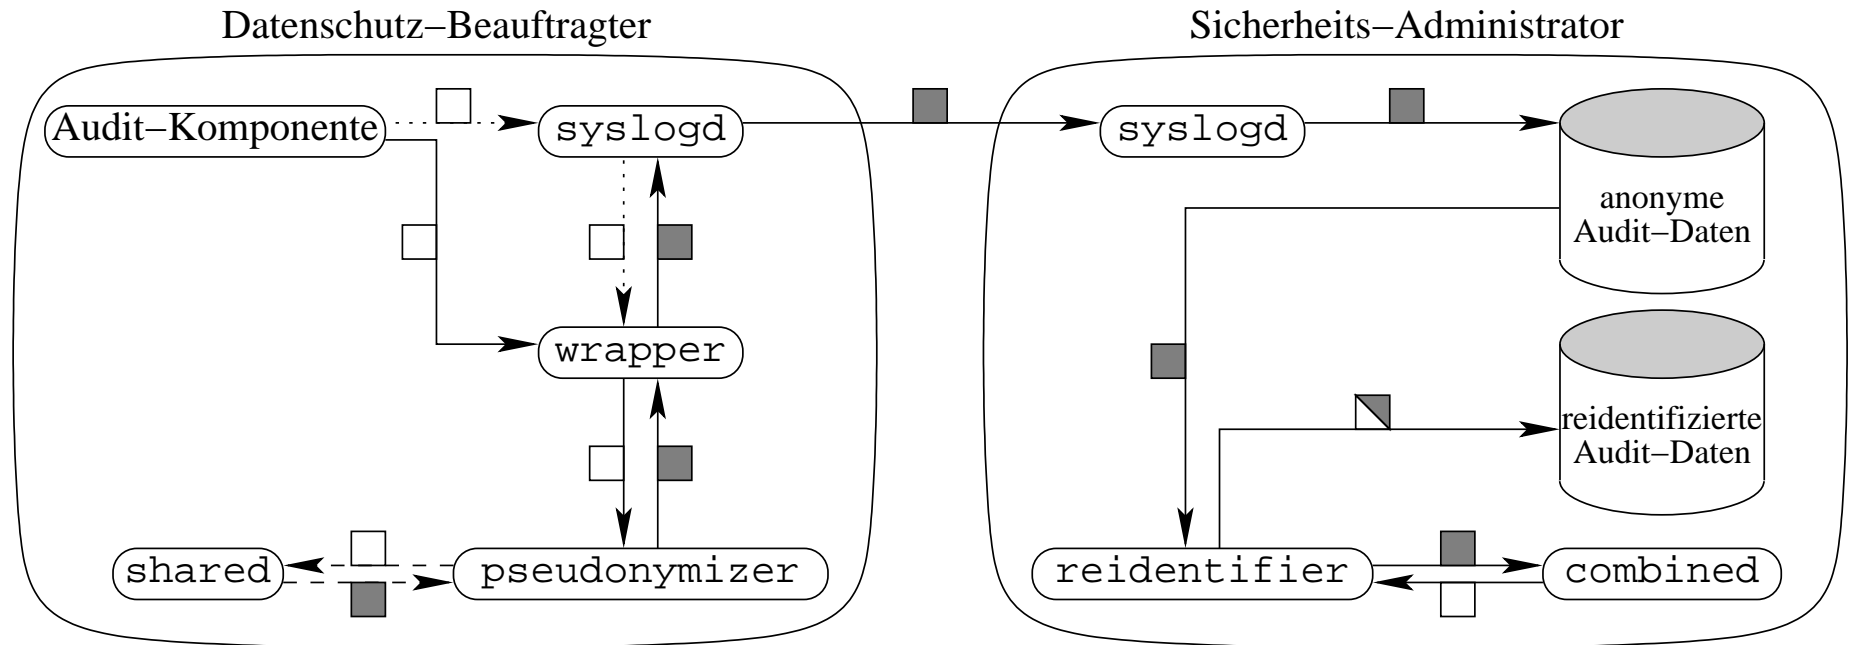 Datenschutz–Beauftragter
Sicherheits–Administrator
Audit–Komponente
syslogd
syslogd
anonyme
Audit–Daten
wrapper
reidentifizierte
Audit–Daten
shared
pseudonymizer
reidentifier
combined